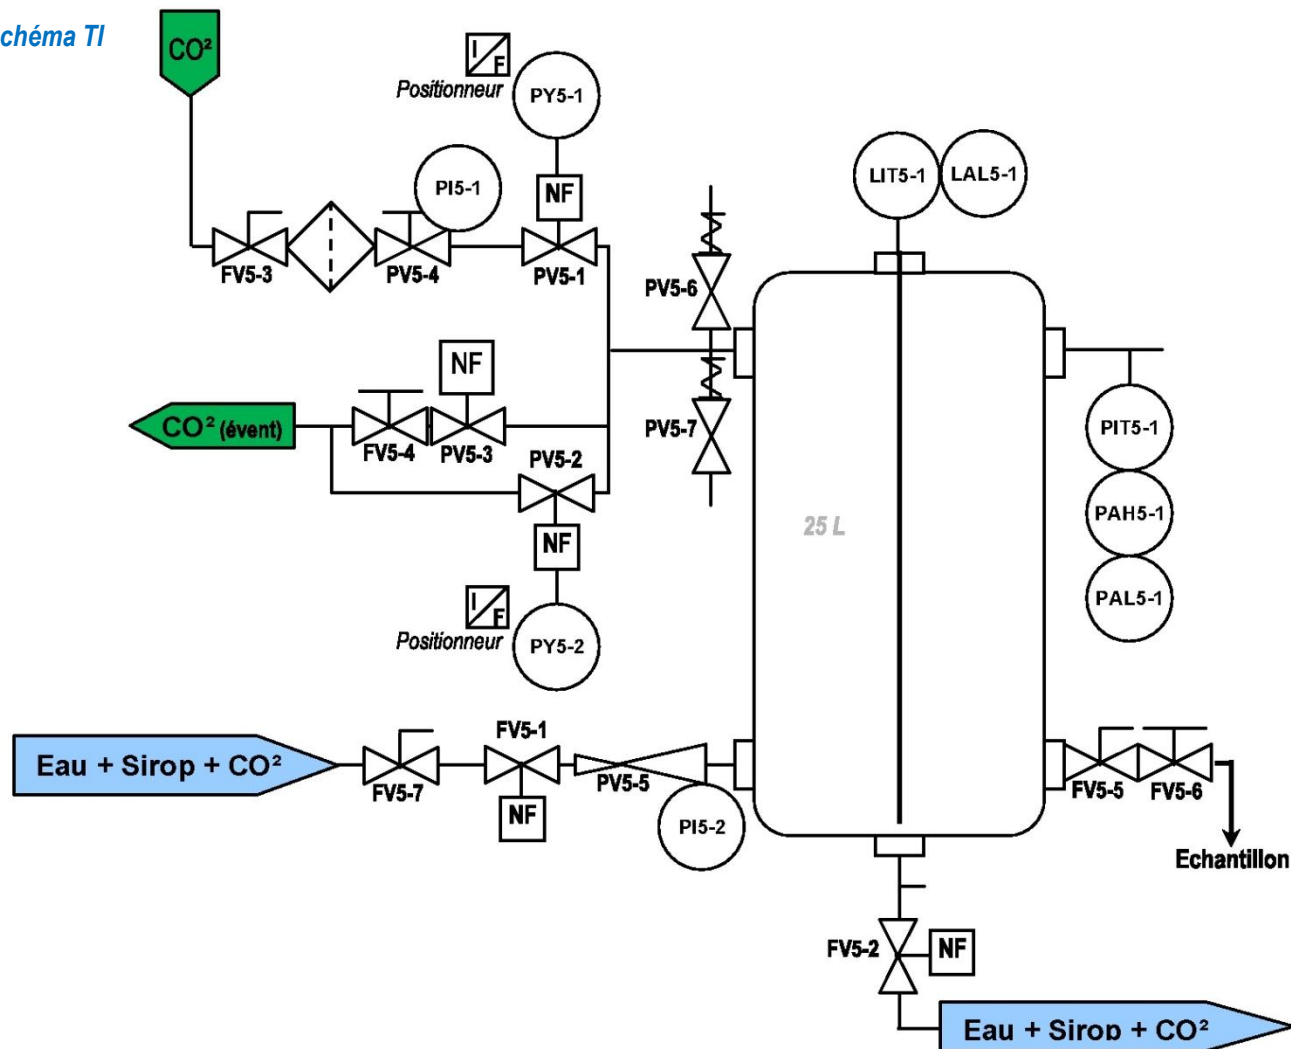 chéma TI
CO²
I/F
Positionneur
PY5-1
NF
PI5-1
FV5-3
PV5-4
PV5-1
LIT5-1
LAL5-1
PV5-6
PV5-7
NF
CO² (évent)
FV5-4
PV5-3
PV5-2
NF
I/F
Positionneur
PY5-2
25 L
PIT5-1
PAH5-1
PAL5-1
Eau + Sirop + CO²
FV5-7
FV5-1
NF
PV5-5
PI5-2
FV5-5
FV5-6
Echantillon
FV5-2
NF
Eau + Sirop + CO²